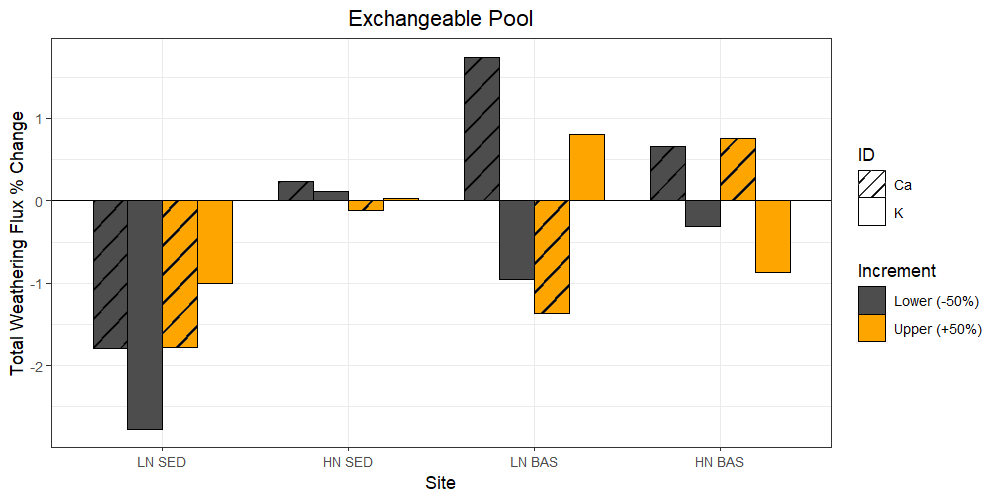 Exchangeable Pool
Total Weathering Flux % Change
1
0
-1
-2
LN SED
HN SED
LN BAS
HN BAS
Site
ID
Ca
K
Increment
Lower (-50%)
Upper (+50%)